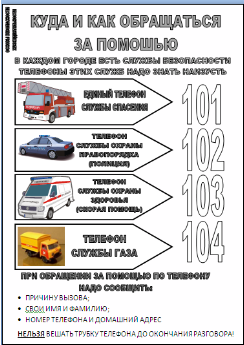 КУДА И КАК ОБРАЩАТЬСЯ
ЗА ПОМОЩЬЮ
В КАЖДОМ ГОРОДЕ ЕСТЬ СЛУЖБЫ БЕЗОПАСНОСТИ
ТЕЛЕФОНЫ ЭТИХ СЛУЖБ НАДО ЗНАТЬ НАИЗУСТЬ
ЕДИНЫЙ ТЕЛЕФОН
СЛУЖБЫ СПАСЕНИЯ
101
ТЕЛЕФОН
СЛУЖБЫ ОХРАНЫ
ПРАВОПОРЯДКА
(ПОЛИЦИЯ)
102
ТЕЛЕФОН
СЛУЖБЫ ОХРАНЫ
ЗДОРОВЬЯ
(СКОРАЯ ПОМОЩЬ)
103
ТЕЛЕФОН
СЛУЖБЫ ГАЗА
104
ПРИ ОБРАЩЕНИИ ЗА ПОМОЩЬЮ ПО ТЕЛЕФОНУ
НАДО СООБЩИТЬ:
• ПРИЧИНУ ВЫЗОВА;
• СВОИ ИМЯ И ФАМИЛИЮ;
• НОМЕР ТЕЛЕФОНА И ДОМАШНИЙ АДРЕС
НЕЛЬЗЯ ВЕШАТЬ ТРУБКУ ТЕЛЕФОНА ДО ОКОНЧАНИЯ РАЗГОВОРА!